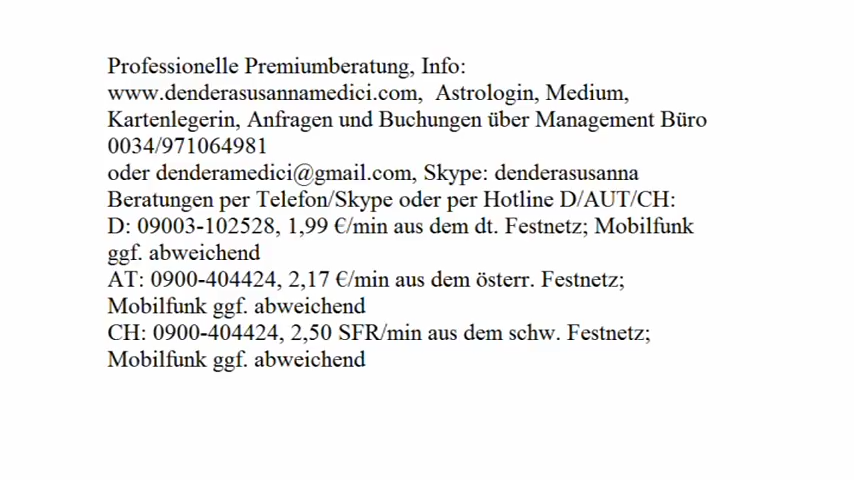 Professionelle Premiumberatung, Info:
www.denderasusannamedici.com,  Astrologin, Medium,
Kartenlegerin, Anfragen und Buchungen über Management Büro
0034/971064981
oder denderamedici@gmail.com, Skype: denderasusanna
Beratungen per Telefon/Skype oder per Hotline D/AUT/CH:
D: 09003-102528, 1,99 €/min aus dem dt. Festnetz; Mobilfunk
ggf. abweichend
AT: 0900-404424, 2,17 €/min aus dem österr. Festnetz;
Mobilfunk ggf. abweichend
CH: 0900-404424, 2,50 SFR/min aus dem schw. Festnetz;
Mobilfunk ggf. abweichend